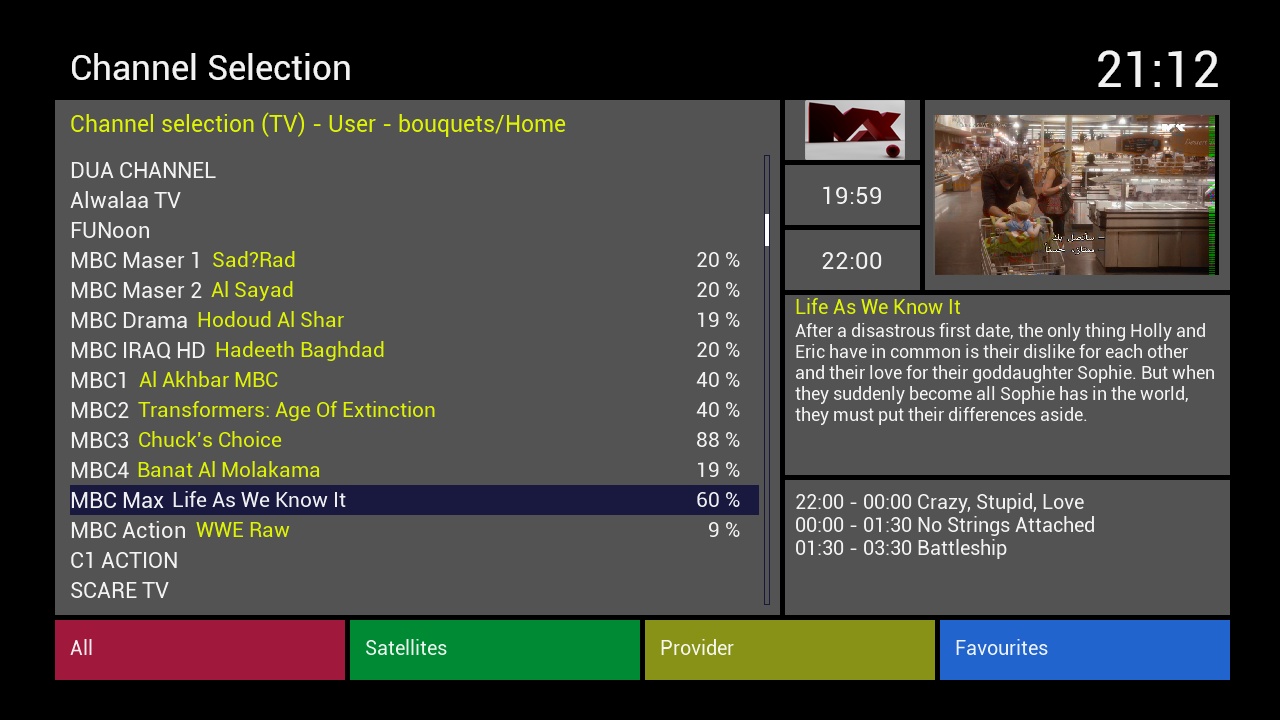 Channel Selection
21:12
Channel selection (TV) - User - bouquets/Home
DUA CHANNEL
Alwalaa TV
FUNoon
MBC Maser 1 Sad?Rad 20 %
MBC Maser 2 Al Sayad 20 %
MBC Drama Hodoud Al Shar 19 %
MBC IRAQ HD Hadeeth Baghdad 20 %
MBC1 Al Akhbar MBC 40 %
MBC2 Transformers: Age Of Extinction 40 %
MBC3 Chuck's Choice 88 %
MBC4 Banat Al Molakama 19 %
MBC Max Life As We Know It 60 %
MBC Action WWE Raw 9 %
C1 ACTION
SCARE TV
19:59
22:00
Life As We Know It
After a disastrous first date, the only thing Holly and
Eric have in common is their dislike for each other
and their love for their goddaughter Sophie. But when
they suddenly become all Sophie has in the world,
they must put their differences aside.
22:00 - 00:00 Crazy, Stupid, Love
00:00 - 01:30 No Strings Attached
01:30 - 03:30 Battleship
All
Satellites
Provider
Favourites